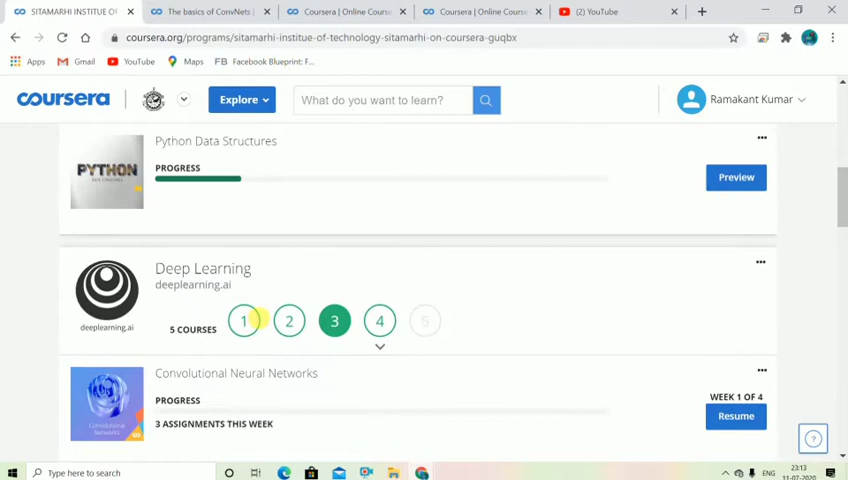 SITAMARHI INSTITUE OF
The basics of ConvNets |
Coursera | Online Course
Coursera | Online Course
(2) YouTube
coursera.org/programs/sitamarhi-institue-of-technology-sitamarhi-on-coursera-guqbx
Apps
Gmail
YouTube
Maps
FB Facebook Blueprint: F...
coursera
Explore
What do you want to learn?
Ramakant Kumar
Python Data Structures
PYTHON
PROGRESS
Preview
Deep Learning
deeplearning.ai
deeplearning.ai
5 COURSES
1 2 3 4 5
Convolutional Neural Networks
PROGRESS
WEEK 1 OF 4
Resume
3 ASSIGNMENTS THIS WEEK
Convolutional
Networks
?
Type here to search
ENG
23:13
11-07-2020